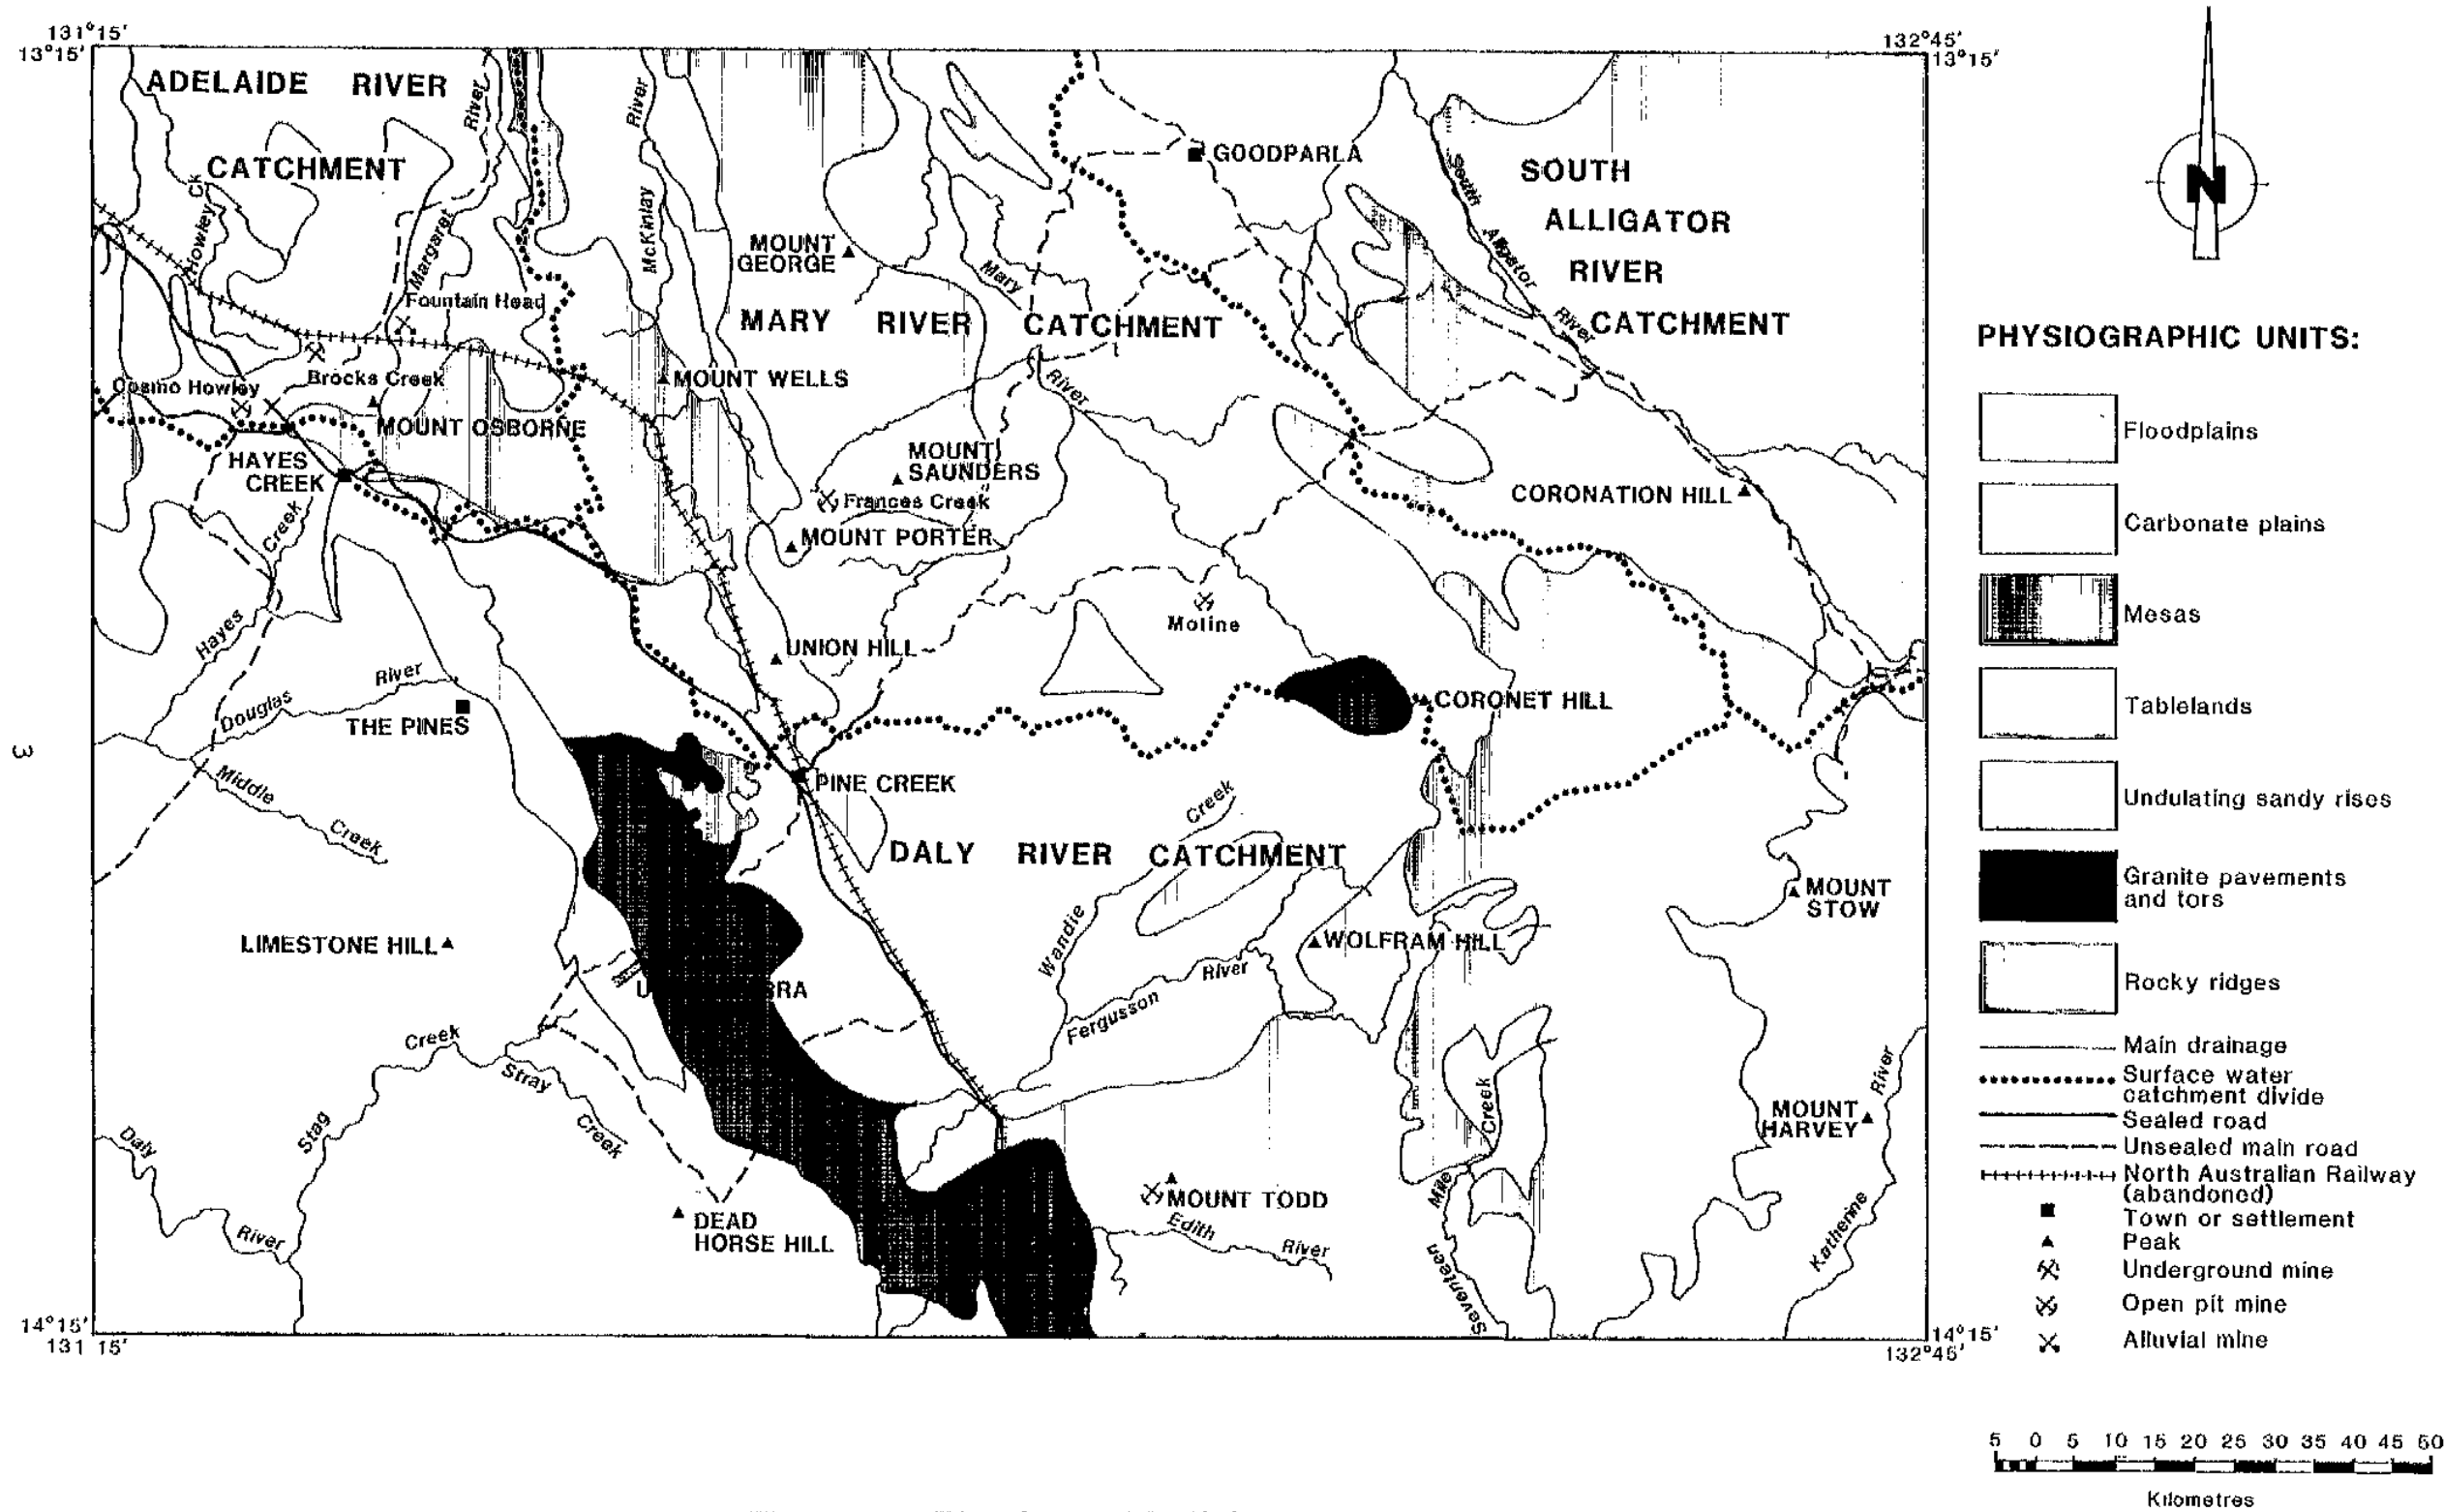 131°15'
13°15'
132°45'
13°15'
ADELAIDE RIVER
CATCHMENT
River
River
Howley Ck
Margaret
McKinlay
Fountain Head
Brocks Creek
Cosmo Howley
MOUNT OSBORNE
HAYES
CREEK
MOUNT
GEORGE
MARY RIVER CATCHMENT
Mary
River
MOUNT WELLS
MOUNT
SAUNDERS
Frances Creek
MOUNT PORTER
GOODPARLA
SOUTH
ALLIGATOR
RIVER
CATCHMENT
South
Alligator
River
CORONATION HILL
Hayes
Creek
Douglas
River
THE PINES
Middle
Creek
UNION HILL
Moline
CORONET HILL
PINE CREEK
DALY RIVER CATCHMENT
Wandie
Creek
LIMESTONE HILL
U
RA
WOLFRAM HILL
Fergusson
River
MOUNT
STOW
Stag
Creek
Stray
Creek
Daly
River
DEAD
HORSE HILL
MOUNT TODD
Edith
River
Seventeen
Mile
Creek
MOUNT
HARVEY
Katherine
River
14°15'
131 15'
14°15'
132°45'
3
N
PHYSIOGRAPHIC UNITS:
Floodplains
Carbonate plains
Mesas
Tablelands
Undulating sandy rises
Granite pavements
and tors
Rocky ridges
Main drainage
Surface water
catchment divide
Sealed road
Unsealed main road
North Australian Railway
(abandoned)
Town or settlement
Peak
Underground mine
Open pit mine
Alluvial mine
5 0 5 10 15 20 25 30 35 40 45 50
Kilometres